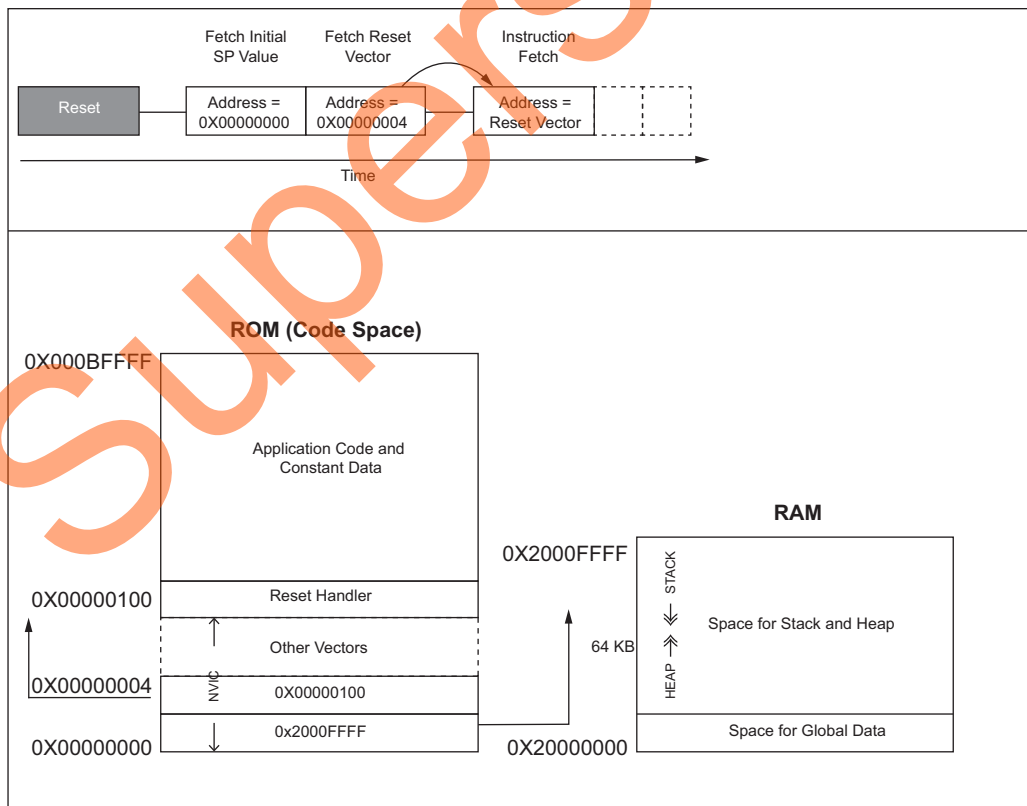 Fetch Initial
SP Value
Fetch Reset
Vector
Instruction
Fetch
Reset
Address =
0X00000000
Address =
0X00000004
Address =
Reset Vector
Time
ROM (Code Space)
0X000BFFFF
Application Code and
Constant Data
0X00000100
Reset Handler
Other Vectors
NVIC
0X00000004
0X00000100
0x2000FFFF
0X00000000
RAM
0X2000FFFF
STACK
Space for Stack and Heap
64 KB
HEAP
Space for Global Data
0X20000000
Supers